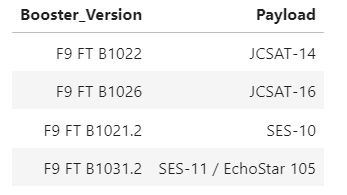 Booster_Version Payload
F9 FT B1022 JCSAT-14
F9 FT B1026 JCSAT-16
F9 FT B1021.2 SES-10
F9 FT B1031.2 SES-11 / EchoStar 105